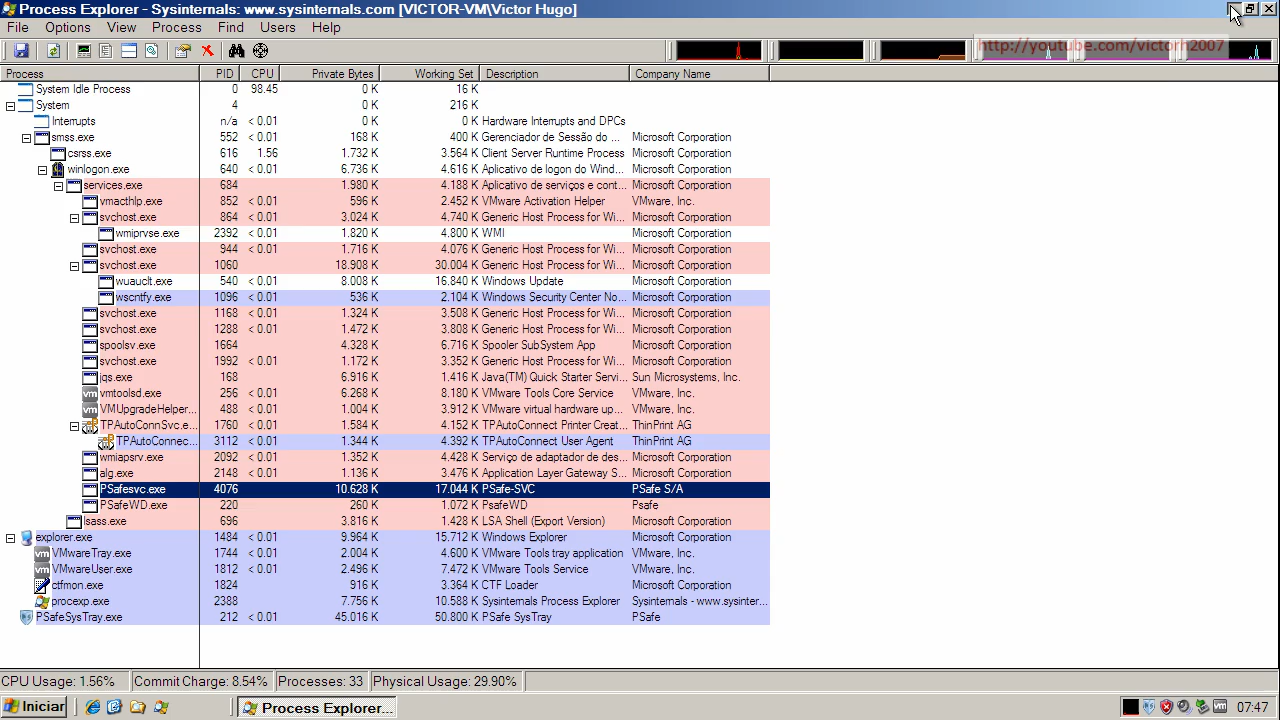 Process Explorer - Sysinternals: www.sysinternals.com [VICTOR-VM\Victor Hugo]
File Options View Process Find Users Help
http://youtube.com/victorh2007
Process PID CPU Private Bytes Working Set Description Company Name
System Idle Process 0 98.45 0 K 16 K
System 4 0 K 216 K
Interrupts n/a < 0.01 0 K 0 K Hardware Interrupts and DPCs
smss.exe 552 < 0.01 168 K 400 K Gerenciador de Sessão do ... Microsoft Corporation
csrss.exe 616 1.56 1.732 K 3.564 K Client Server Runtime Process Microsoft Corporation
winlogon.exe 640 < 0.01 6.736 K 4.616 K Aplicativo de logon do Wind... Microsoft Corporation
services.exe 684 1.980 K 4.188 K Aplicativo de serviços e cont... Microsoft Corporation
vmacthlp.exe 852 < 0.01 596 K 2.452 K VMware Activation Helper VMware, Inc.
svchost.exe 864 < 0.01 3.024 K 4.740 K Generic Host Process for Wi... Microsoft Corporation
wmiprvse.exe 2392 < 0.01 1.820 K 4.800 K WMI Microsoft Corporation
svchost.exe 944 < 0.01 1.716 K 4.076 K Generic Host Process for Wi... Microsoft Corporation
svchost.exe 1060 18.908 K 30.004 K Generic Host Process for Wi... Microsoft Corporation
wuauclt.exe 540 < 0.01 8.008 K 16.840 K Windows Update Microsoft Corporation
wscntfy.exe 1096 < 0.01 536 K 2.104 K Windows Security Center No... Microsoft Corporation
svchost.exe 1168 < 0.01 1.324 K 3.508 K Generic Host Process for Wi... Microsoft Corporation
svchost.exe 1288 < 0.01 1.472 K 3.808 K Generic Host Process for Wi... Microsoft Corporation
spoolsv.exe 1664 4.328 K 6.716 K Spooler SubSystem App Microsoft Corporation
svchost.exe 1992 < 0.01 1.172 K 3.352 K Generic Host Process for Wi... Microsoft Corporation
jqs.exe 168 6.916 K 1.416 K Java(TM) Quick Starter Servi... Sun Microsystems, Inc.
vmtoolsd.exe 256 < 0.01 6.268 K 8.180 K VMware Tools Core Service VMware, Inc.
VMUpgradeHelper... 488 < 0.01 1.004 K 3.912 K VMware virtual hardware up... VMware, Inc.
TPAutoConnSvc.e... 1760 < 0.01 1.584 K 4.152 K TPAutoConnect Printer Creat... ThinPrint AG
TPAutoConnec... 3112 < 0.01 1.344 K 4.392 K TPAutoConnect User Agent ThinPrint AG
wmiapsrv.exe 2092 < 0.01 1.352 K 4.428 K Serviço de adaptador de des... Microsoft Corporation
alg.exe 2148 < 0.01 1.136 K 3.476 K Application Layer Gateway S... Microsoft Corporation
PSafesvc.exe 4076 10.628 K 17.044 K PSafe-SVC PSafe S/A
PSafeWD.exe 220 260 K 1.072 K PsafeWD Psafe
lsass.exe 696 3.816 K 1.428 K LSA Shell (Export Version) Microsoft Corporation
explorer.exe 1484 < 0.01 9.964 K 15.712 K Windows Explorer Microsoft Corporation
VMwareTray.exe 1744 < 0.01 2.004 K 4.600 K VMware Tools tray application VMware, Inc.
VMwareUser.exe 1812 < 0.01 2.496 K 7.472 K VMware Tools Service VMware, Inc.
ctfmon.exe 1824 916 K 3.364 K CTF Loader Microsoft Corporation
procexp.exe 2388 7.756 K 10.588 K Sysinternals Process Explorer Sysinternals - www.sysinter...
PSafeSysTray.exe 212 < 0.01 45.016 K 50.800 K PSafe SysTray PSafe
CPU Usage: 1.56% Commit Charge: 8.54% Processes: 33 Physical Usage: 29.90%
Iniciar Process Explorer... 07:47